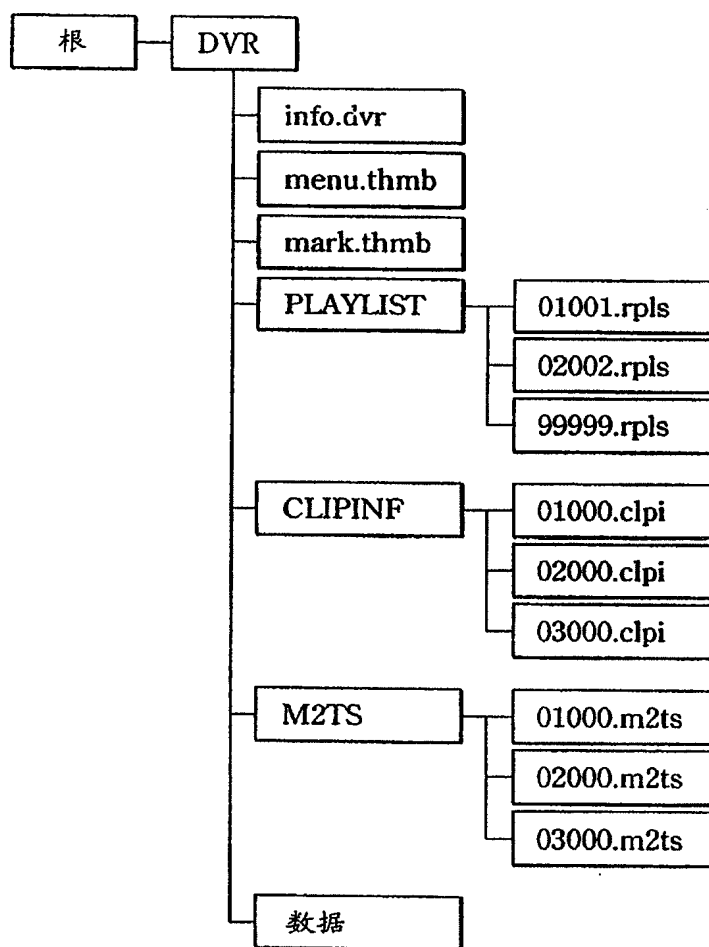 根
DVR
info.dvr
menu.thmb
mark.thmb
PLAYLIST
01001.rpls
02002.rpls
99999.rpls
CLIPINF
01000.clpi
02000.clpi
03000.clpi
M2TS
01000.m2ts
02000.m2ts
03000.m2ts
数据